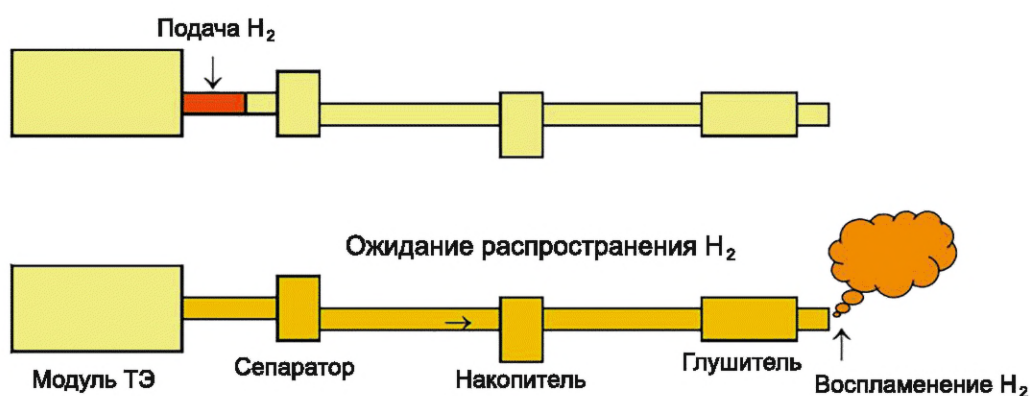 Подача H₂
Ожидание распространения H₂
Модуль ТЭ
Сепаратор
Накопитель
Глушитель
Воспламенение H₂